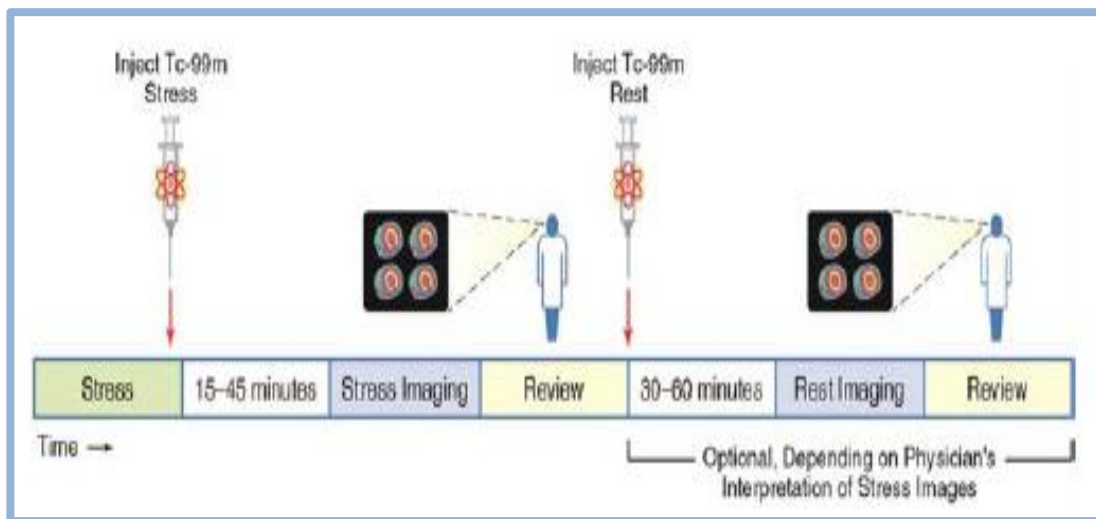 Inject Tc-99m
Stress
Inject Tc-99m
Rest
Stress
15–45 minutes
Stress Imaging
Review
30–60 minutes
Rest Imaging
Review
Time →
Optional, Depending on Physician's
Interpretation of Stress Images